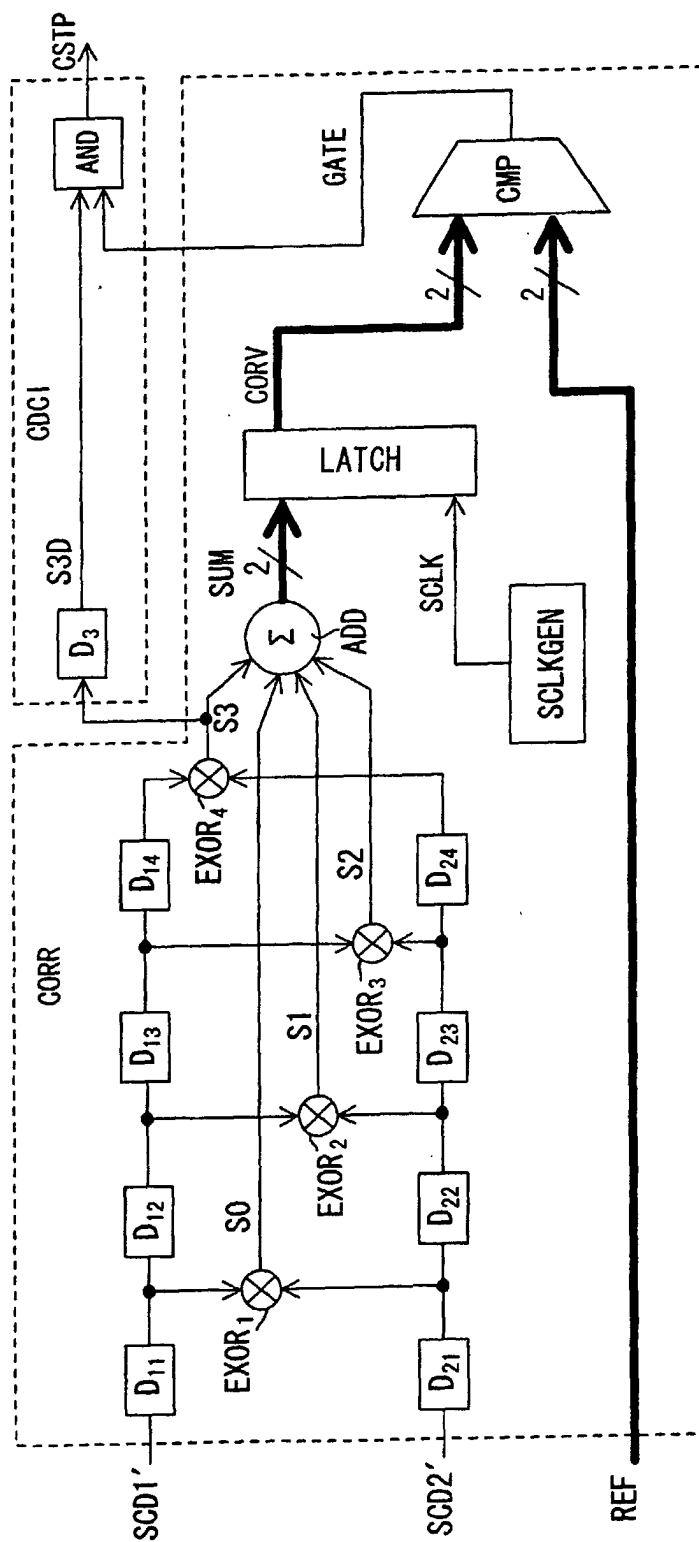 CORR
CDCI
SCD1′
D11
D12
D13
D14
EXOR1
EXOR2
EXOR3
EXOR4
S0
S1
S2
S3
D3
S3D
AND
CSTP
SCD2′
D21
D22
D23
D24
Σ
ADD
SUM
2
LATCH
CORV
2
2
CMP
GATE
SCLK
SCLKGEN
REF